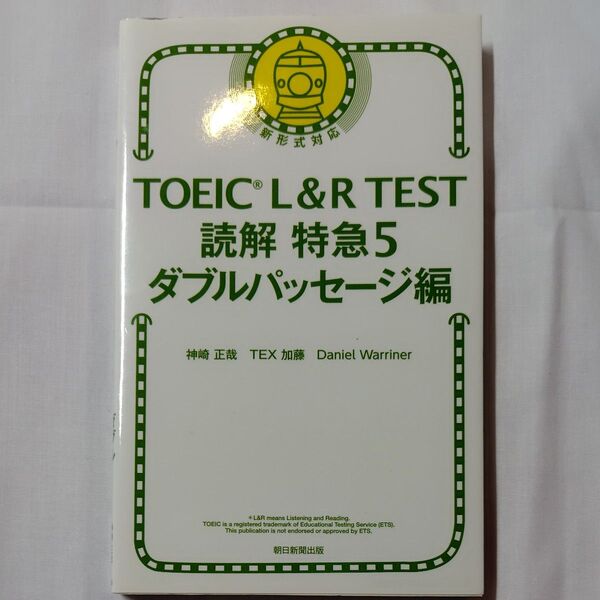 新形式対応
TOEIC® L&R TEST
読解 特急5
ダブルパッセージ編
神崎 正哉 TEX 加藤 Daniel Warriner
*L&R means Listening and Reading.
TOEIC is a registered trademark of Educational Testing Service (ETS).
This publication is not endorsed or approved by ETS.
朝日新聞出版